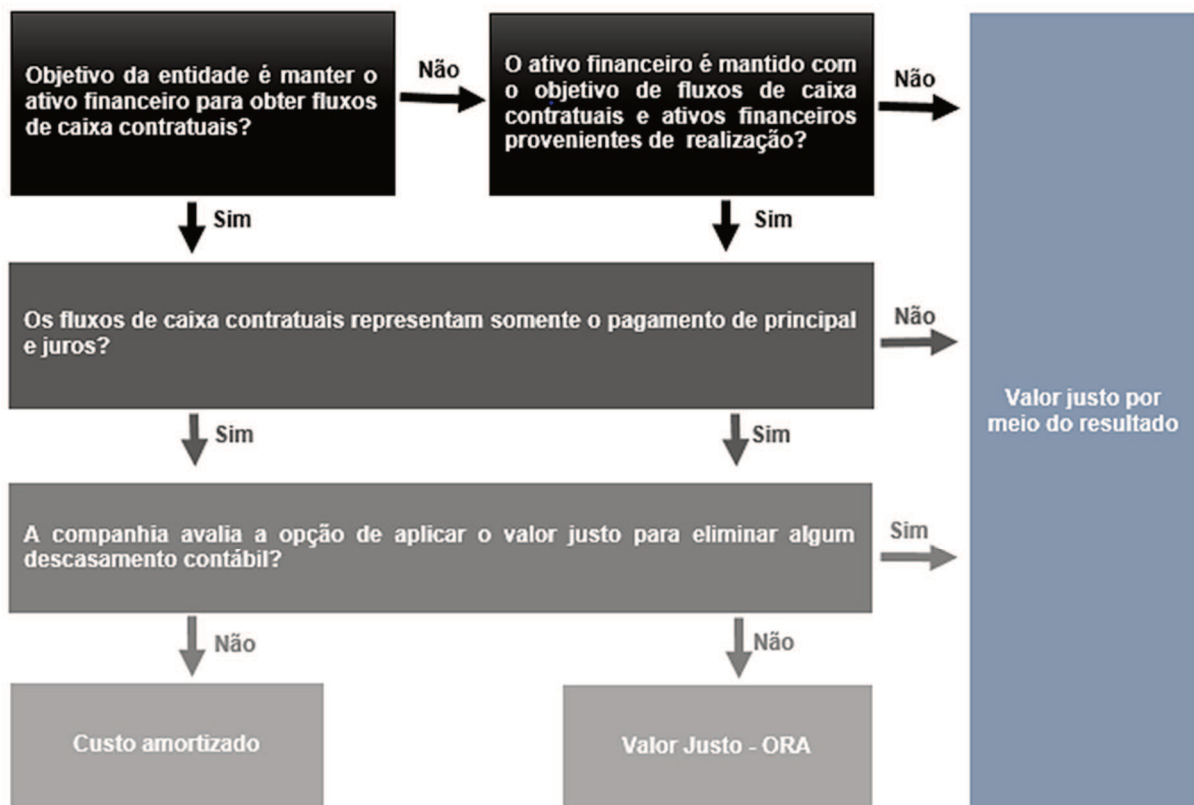 Objetivo da entidade é manter o
ativo financeiro para obter fluxos
de caixa contratuais?
Não
O ativo financeiro é mantido com
o objetivo de fluxos de caixa
contratuais e ativos financeiros
provenientes de realização?
Não
Sim
Sim
Os fluxos de caixa contratuais representam somente o pagamento de principal
e juros?
Não
Valor justo por
meio do resultado
Sim
Sim
A companhia avalia a opção de aplicar o valor justo para eliminar algum
descasamento contábil?
Sim
Não
Não
Custo amortizado
Valor Justo - ORA